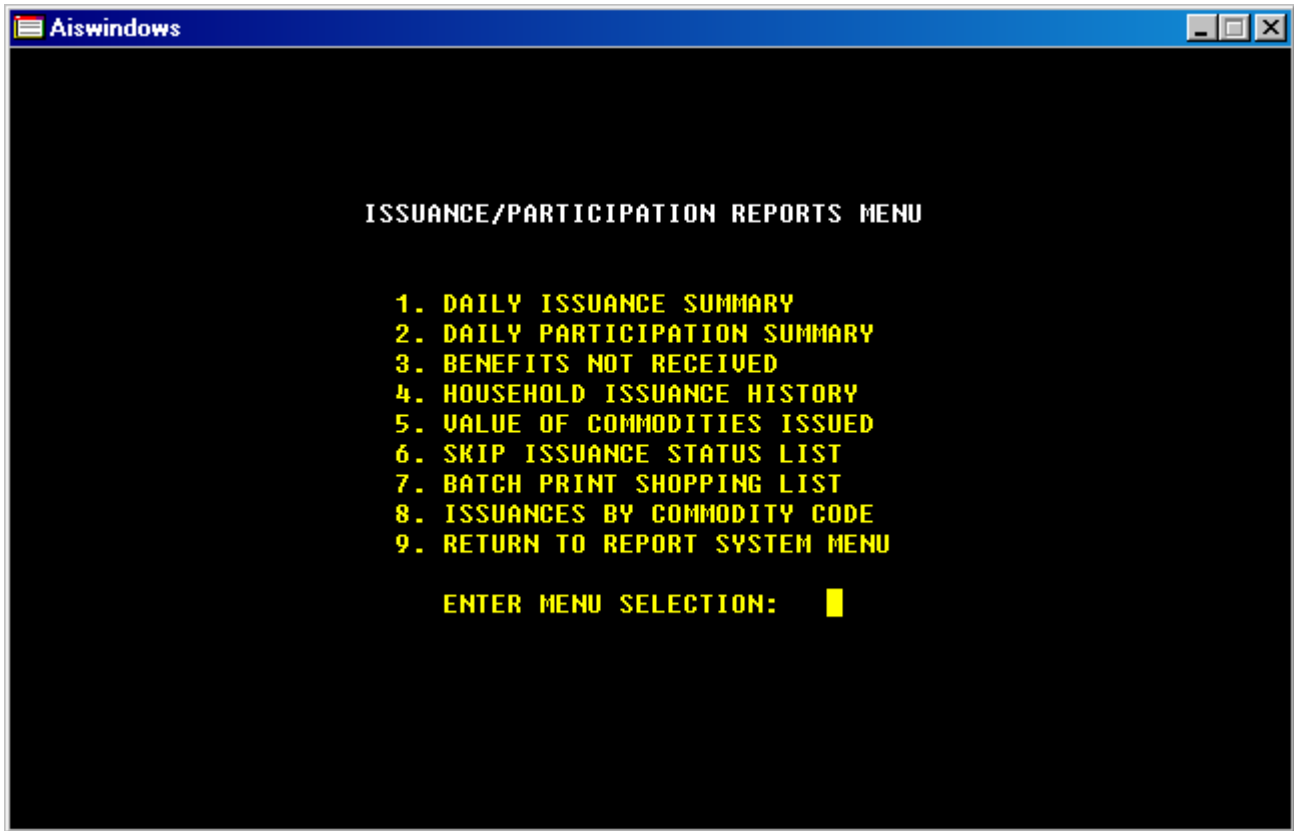 Aiswindows
ISSUANCE/PARTICIPATION REPORTS MENU
1. DAILY ISSUANCE SUMMARY
2. DAILY PARTICIPATION SUMMARY
3. BENEFITS NOT RECEIVED
4. HOUSEHOLD ISSUANCE HISTORY
5. VALUE OF COMMODITIES ISSUED
6. SKIP ISSUANCE STATUS LIST
7. BATCH PRINT SHOPPING LIST
8. ISSUANCES BY COMMODITY CODE
9. RETURN TO REPORT SYSTEM MENU
ENTER MENU SELECTION: